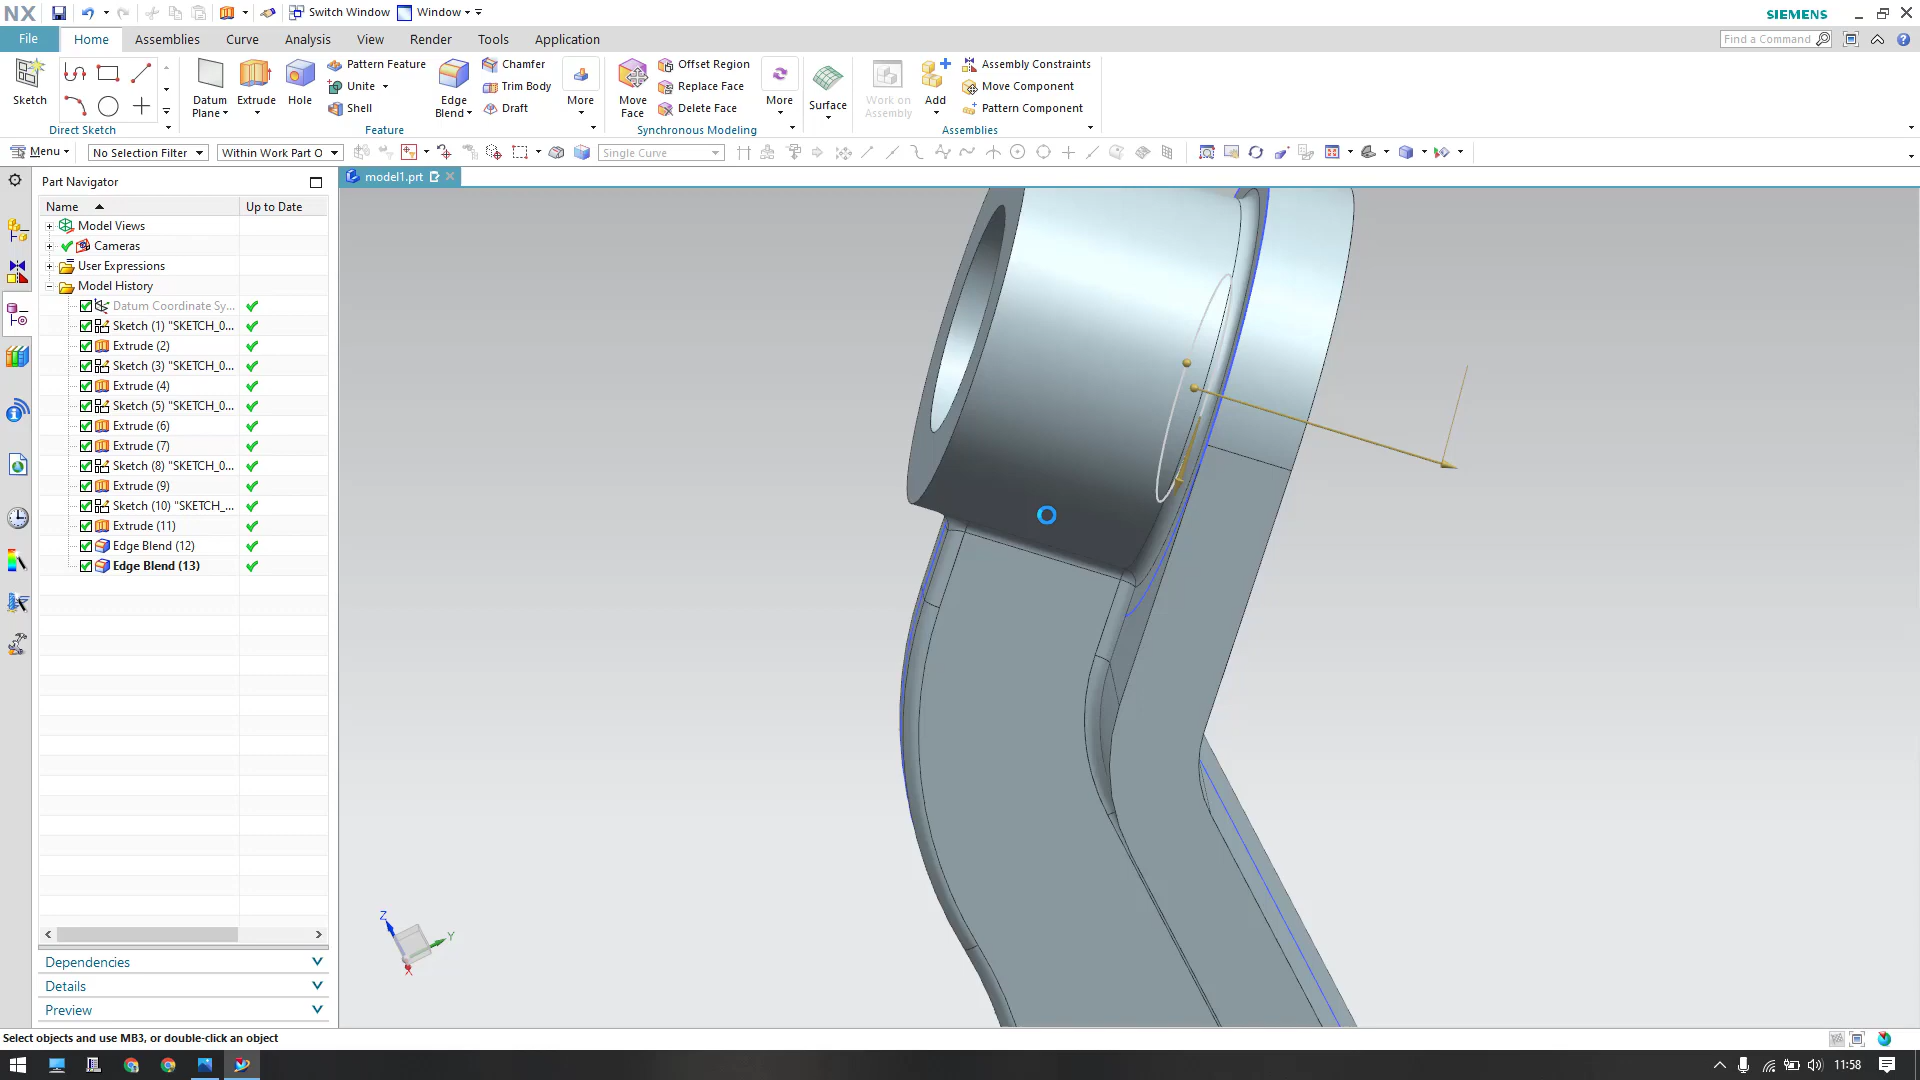 NX Switch Window Window SIEMENS
File Home Assemblies Curve Analysis View Render Tools Application Find a Command
Sketch
Direct Sketch
Datum Plane
Extrude
Hole
Pattern Feature
Unite
Shell
Edge Blend
Chamfer
Trim Body
Draft
More
Feature
Move Face
Offset Region
Replace Face
Delete Face
More
Synchronous Modeling
Surface
Work on Assembly
Add
Assembly Constraints
Move Component
Pattern Component
Assemblies
Menu No Selection Filter Within Work Part O Single Curve
Part Navigator
model1.prt
Name Up to Date
Model Views
Cameras
User Expressions
Model History
Datum Coordinate Sy...
Sketch (1) "SKETCH_0...
Extrude (2)
Sketch (3) "SKETCH_0...
Extrude (4)
Sketch (5) "SKETCH_0...
Extrude (6)
Extrude (7)
Sketch (8) "SKETCH_0...
Extrude (9)
Sketch (10) "SKETCH_...
Extrude (11)
Edge Blend (12)
Edge Blend (13)
Z
Y
X
Dependencies
Details
Preview
Select objects and use MB3, or double-click an object
11:58